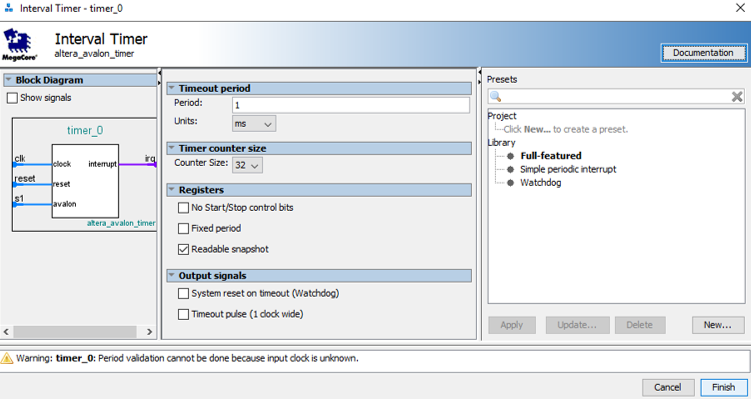 Interval Timer - timer_0
Interval Timer
altera_avalon_timer
MegaCore®
Documentation
Block Diagram
Show signals
timer_0
clk
clock
interrupt
irq
reset
reset
s1
avalon
altera_avalon_timer
Timeout period
Period:
1
Units:
ms
Timer counter size
Counter Size:
32
Registers
No Start/Stop control bits
Fixed period
Readable snapshot
Output signals
System reset on timeout (Watchdog)
Timeout pulse (1 clock wide)
Presets
Project
Click New... to create a preset.
Library
Full-featured
Simple periodic interrupt
Watchdog
Apply
Update...
Delete
New...
Warning: timer_0: Period validation cannot be done because input clock is unknown.
Cancel
Finish